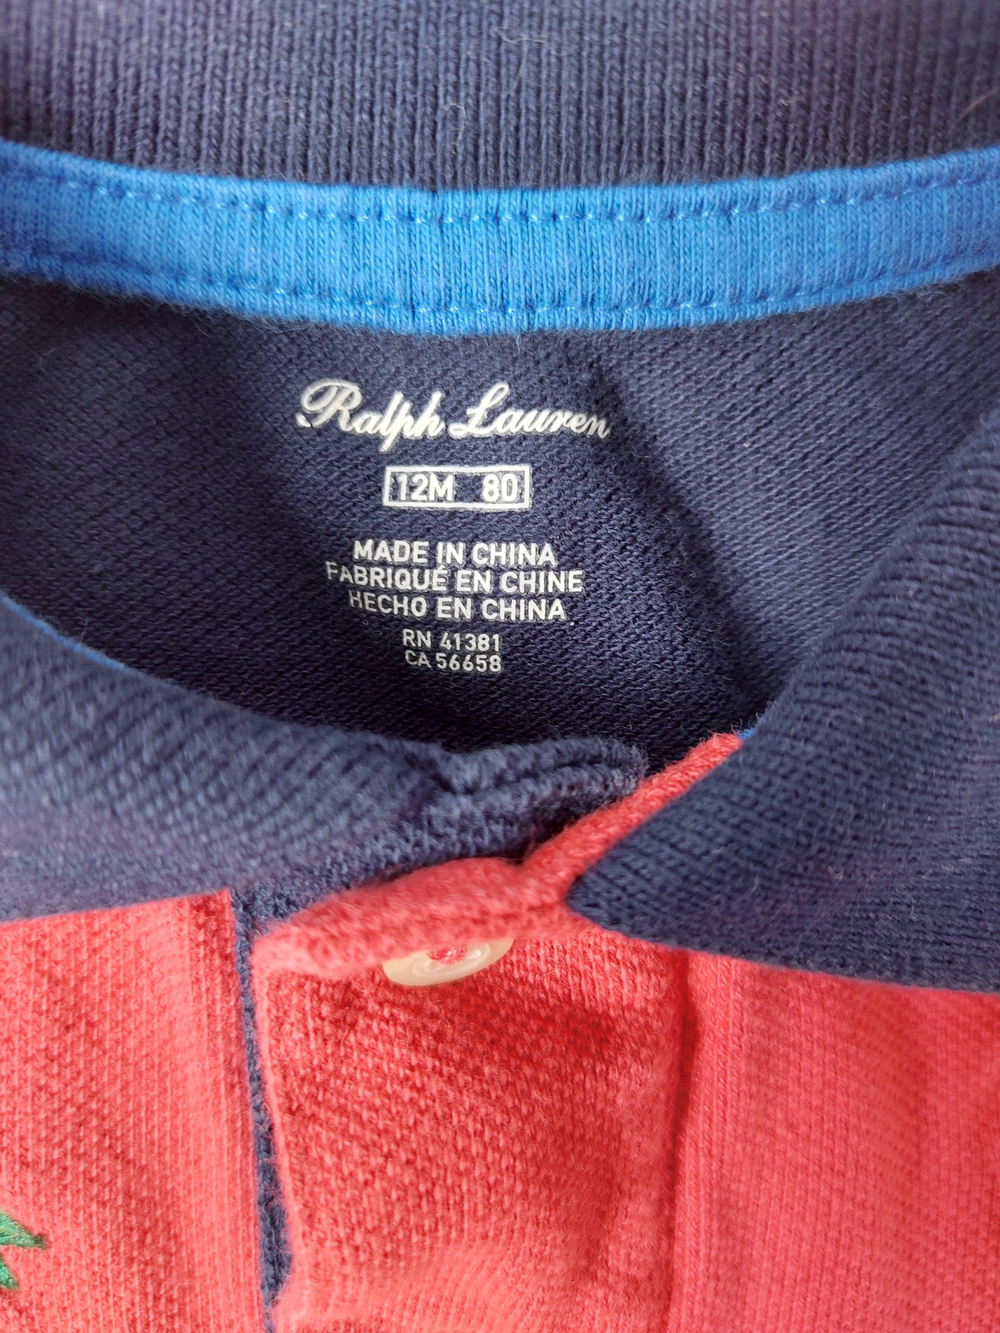 Ralph Lauren
12M 80
MADE IN CHINA
FABRIQUÉ EN CHINE
HECHO EN CHINA
RN 41381
CA 56658